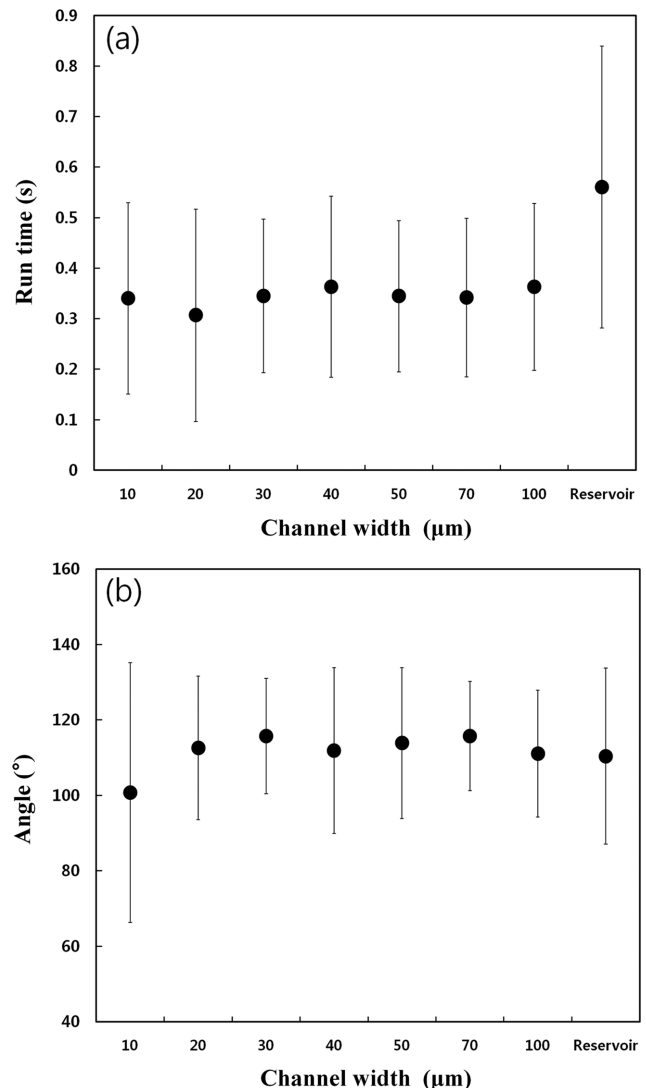 (a)
0.9
0.8
0.7
0.6
0.5
0.4
0.3
0.2
0.1
0
Run time (s)
10 20 30 40 50 70 100 Reservoir
Channel width (μm)
(b)
160
140
120
100
80
60
40
Angle (°)
10 20 30 40 50 70 100 Reservoir
Channel width (μm)